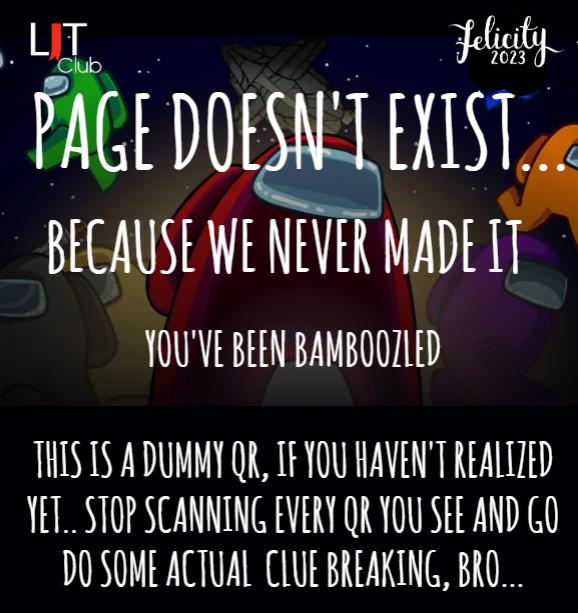 LIT
Club
Felicity
2023
PAGE DOESN'T EXIST...
BECAUSE WE NEVER MADE IT
YOU'VE BEEN BAMBOOZLED
THIS IS A DUMMY QR, IF YOU HAVEN'T REALIZED
YET.. STOP SCANNING EVERY QR YOU SEE AND GO
DO SOME ACTUAL CLUE BREAKING, BRO...